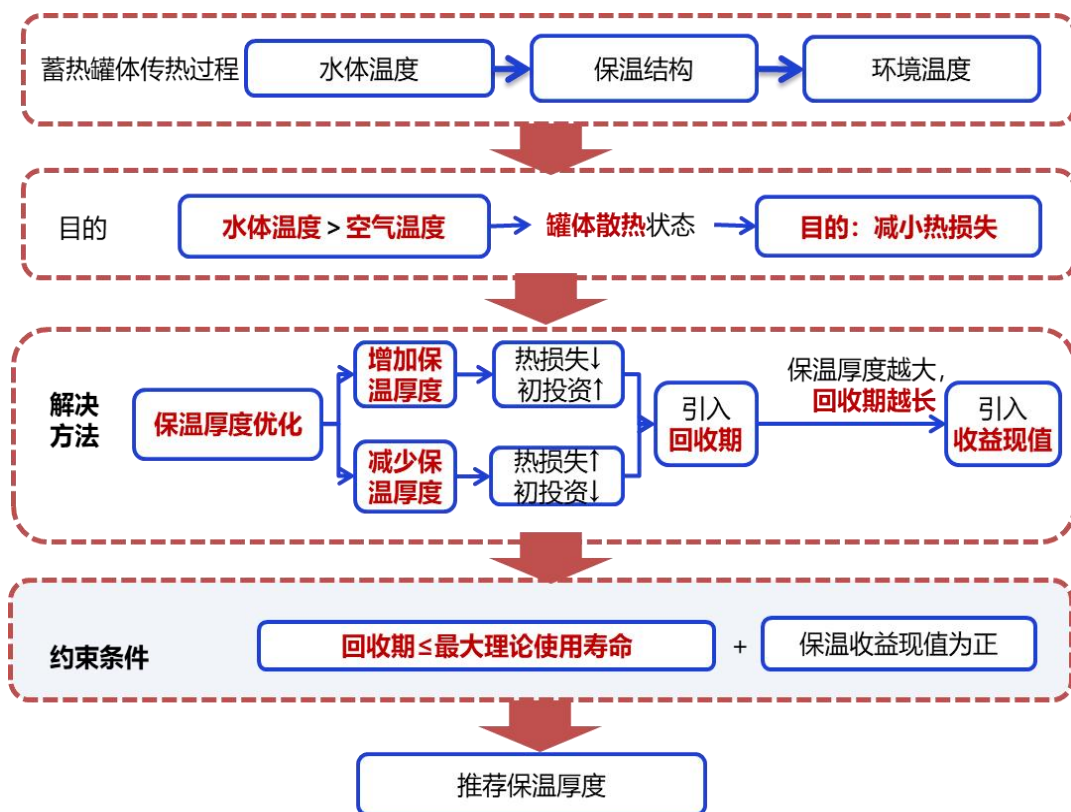 蓄热罐体传热过程
水体温度
保温结构
环境温度
目的
水体温度 > 空气温度
罐体散热状态
目的：减小热损失
解决
方法
保温厚度优化
增加保
温厚度
热损失↓
初投资↑
减少保
温厚度
热损失↑
初投资↓
引入
回收期
保温厚度越大，
回收期越长
引入
收益现值
约束条件
回收期≤最大理论使用寿命
+
保温收益现值为正
推荐保温厚度